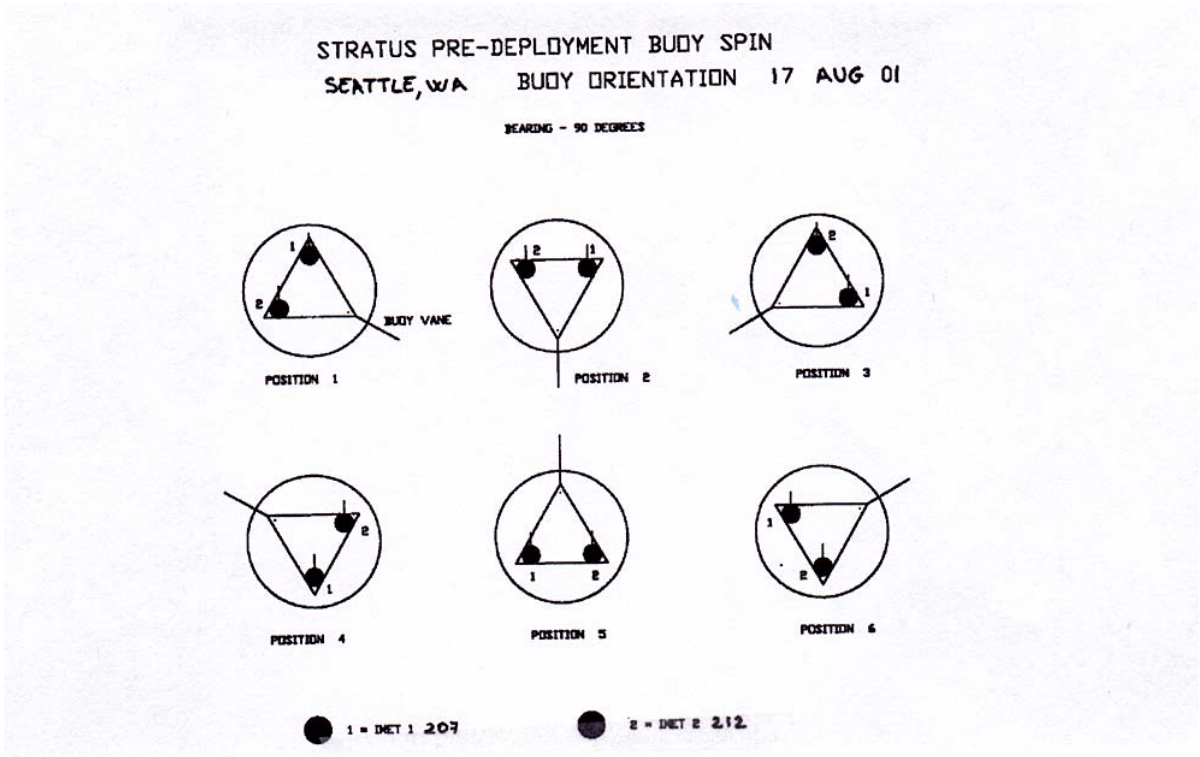 STRATUS PRE-DEPLOYMENT BUOY SPIN
SEATTLE, WA BUOY ORIENTATION 17 AUG 01
BEARING - 90 DEGREES
1
2
BUOY VANE
POSITION 1
2 1
POSITION 2
2
1
POSITION 3
2
1
POSITION 4
1 2
POSITION 5
1
2
POSITION 6
1 = IMET 1 207 2 = IMET 2 212